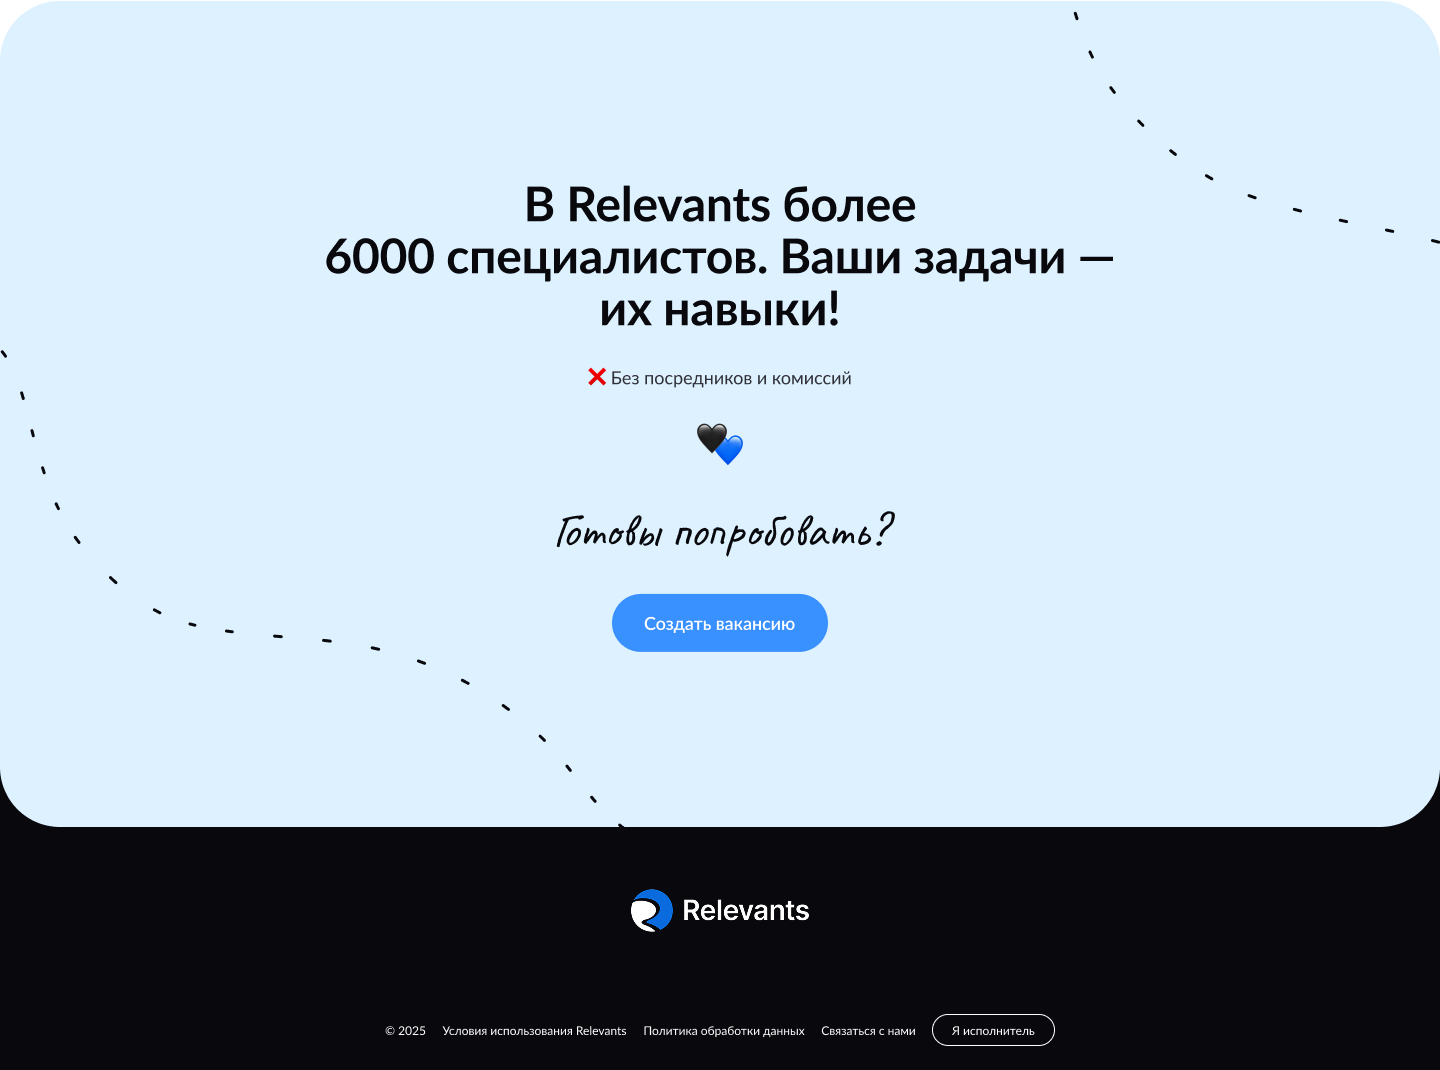 В Relevants более
6000 специалистов. Ваши задачи —
их навыки!
❌ Без посредников и комиссий
Готовы попробовать?
Создать вакансию
Relevants
© 2025 Условия использования Relevants Политика обработки данных Связаться с нами Я исполнитель